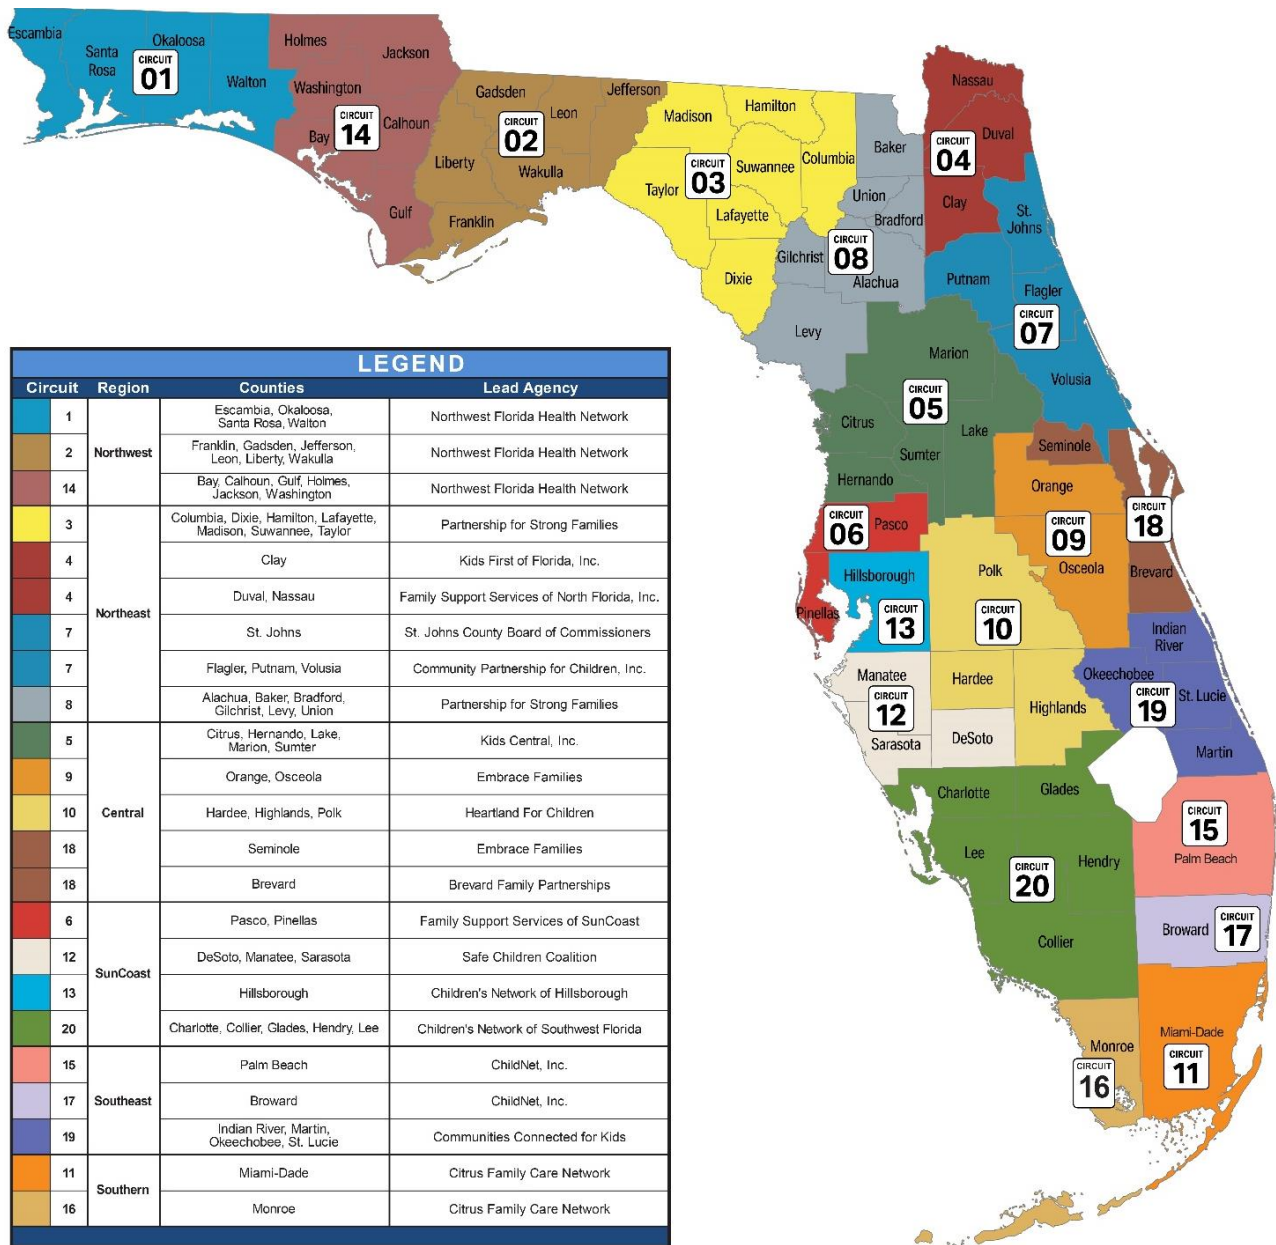 Escambia
Santa
Rosa
Okaloosa
Walton
CIRCUIT
01
Holmes
Jackson
Washington
Bay
Calhoun
Gulf
CIRCUIT
14
Gadsden
Leon
Jefferson
Liberty
Wakulla
Franklin
CIRCUIT
02
Madison
Hamilton
Suwannee
Columbia
Taylor
Lafayette
Dixie
CIRCUIT
03
Baker
Union
Bradford
Gilchrist
Alachua
Levy
CIRCUIT
08
Nassau
Duval
Clay
CIRCUIT
04
St.
Johns
Putnam
Flagler
Volusia
CIRCUIT
07
Marion
Citrus
Lake
Sumter
Hernando
CIRCUIT
05
Seminole
Brevard
CIRCUIT
18
Orange
Osceola
CIRCUIT
09
Pasco
Pinellas
CIRCUIT
06
Hillsborough
CIRCUIT
13
Polk
Hardee
Highlands
CIRCUIT
10
Manatee
Sarasota
DeSoto
CIRCUIT
12
Indian
River
Okeechobee
St. Lucie
Martin
CIRCUIT
19
Charlotte
Glades
Lee
Hendry
Collier
CIRCUIT
20
CIRCUIT
15
Palm Beach
Broward
CIRCUIT
17
Miami-Dade
CIRCUIT
11
Monroe
CIRCUIT
16
LEGEND
Circuit Region Counties Lead Agency
1 Escambia, Okaloosa,
Santa Rosa, Walton
Northwest Florida Health Network
Northwest
2 Franklin, Gadsden, Jefferson,
Leon, Liberty, Wakulla
Northwest Florida Health Network
14 Bay, Calhoun, Gulf, Holmes,
Jackson, Washington
Northwest Florida Health Network
3 Columbia, Dixie, Hamilton, Lafayette,
Madison, Suwannee, Taylor
Partnership for Strong Families
4 Clay Kids First of Florida, Inc.
Northeast
4 Duval, Nassau Family Support Services of North Florida, Inc.
7 St. Johns St. Johns County Board of Commissioners
7 Flagler, Putnam, Volusia Community Partnership for Children, Inc.
8 Alachua, Baker, Bradford,
Gilchrist, Levy, Union
Partnership for Strong Families
5 Citrus, Hernando, Lake,
Marion, Sumter
Kids Central, Inc.
9 Orange, Osceola Embrace Families
Central
10 Hardee, Highlands, Polk Heartland For Children
18 Seminole Embrace Families
18 Brevard Brevard Family Partnerships
6 Pasco, Pinellas Family Support Services of SunCoast
SunCoast
12 DeSoto, Manatee, Sarasota Safe Children Coalition
13 Hillsborough Children's Network of Hillsborough
20 Charlotte, Collier, Glades, Hendry, Lee Children's Network of Southwest Florida
15 Palm Beach ChildNet, Inc.
Southeast
17 Broward ChildNet, Inc.
19 Indian River, Martin,
Okeechobee, St. Lucie
Communities Connected for Kids
11 Miami-Dade Citrus Family Care Network
Southern
16 Monroe Citrus Family Care Network